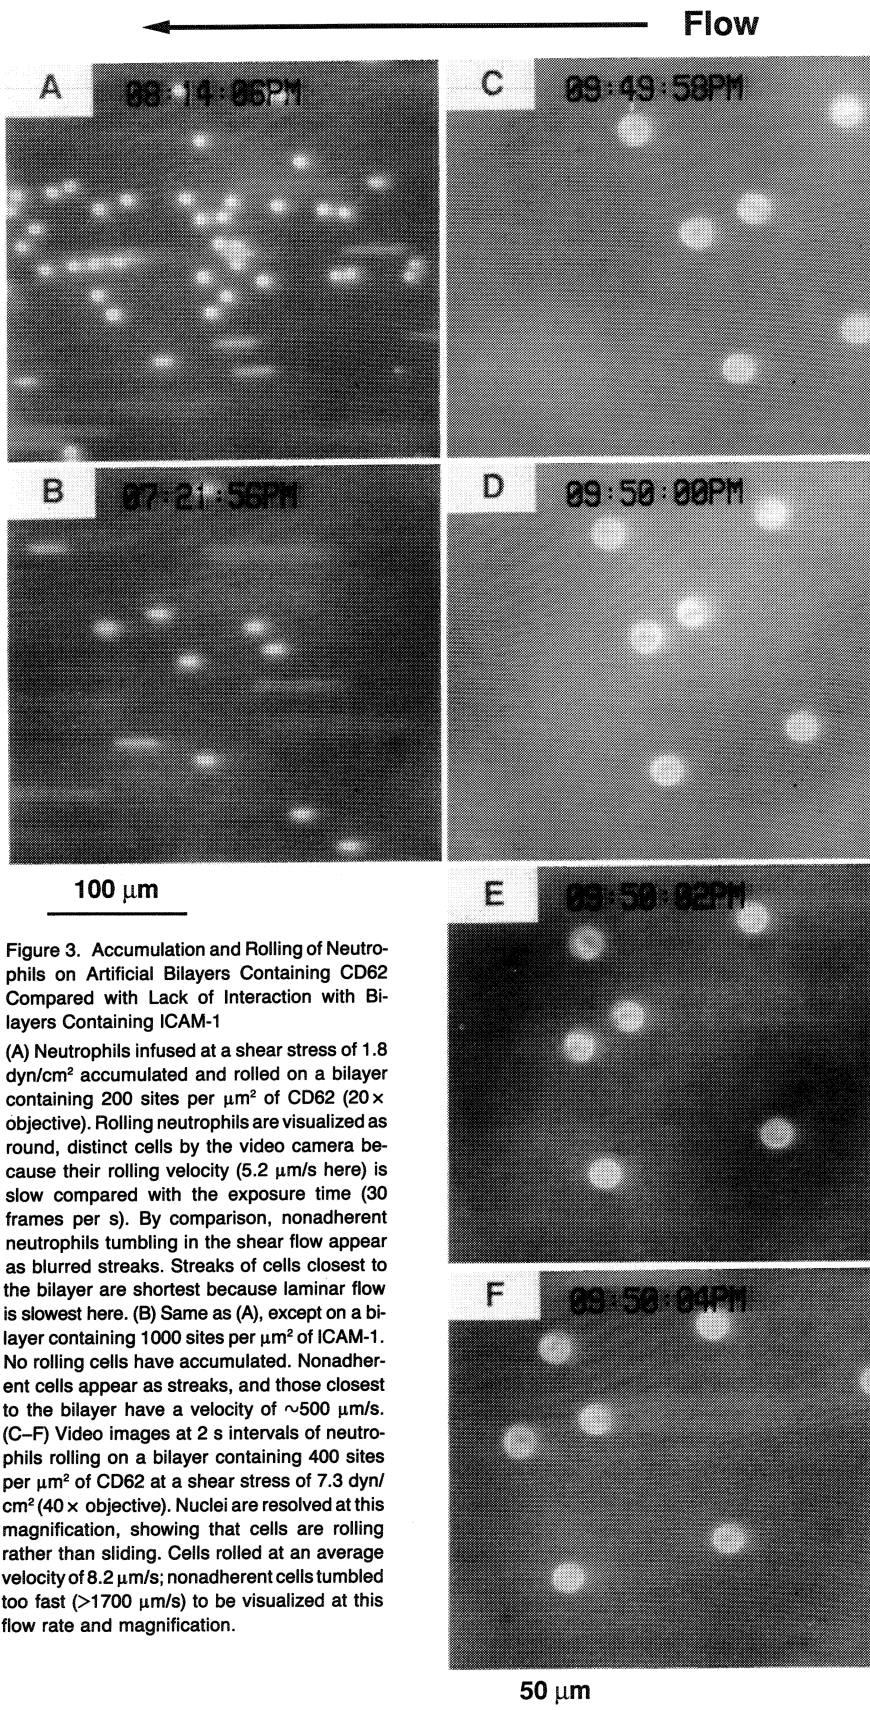 Flow
A
08:14:06PM
B
07:21:56PM
100 μm
C
09:49:58PM
D
09:50:00PM
E
09:50:02PM
F
09:50:04PM
50 μm
Figure 3. Accumulation and Rolling of Neutro-
phils on Artificial Bilayers Containing CD62
Compared with Lack of Interaction with Bi-
layers Containing ICAM-1
(A) Neutrophils infused at a shear stress of 1.8
dyn/cm² accumulated and rolled on a bilayer
containing 200 sites per μm² of CD62 (20×
objective). Rolling neutrophils are visualized as
round, distinct cells by the video camera be-
cause their rolling velocity (5.2 μm/s here) is
slow compared with the exposure time (30
frames per s). By comparison, nonadherent
neutrophils tumbling in the shear flow appear
as blurred streaks. Streaks of cells closest to
the bilayer are shortest because laminar flow
is slowest here. (B) Same as (A), except on a bi-
layer containing 1000 sites per μm² of ICAM-1.
No rolling cells have accumulated. Nonadher-
ent cells appear as streaks, and those closest
to the bilayer have a velocity of ~500 μm/s.
(C–F) Video images at 2 s intervals of neutro-
phils rolling on a bilayer containing 400 sites
per μm² of CD62 at a shear stress of 7.3 dyn/
cm² (40× objective). Nuclei are resolved at this
magnification, showing that cells are rolling
rather than sliding. Cells rolled at an average
velocity of 8.2 μm/s; nonadherent cells tumbled
too fast (>1700 μm/s) to be visualized at this
flow rate and magnification.